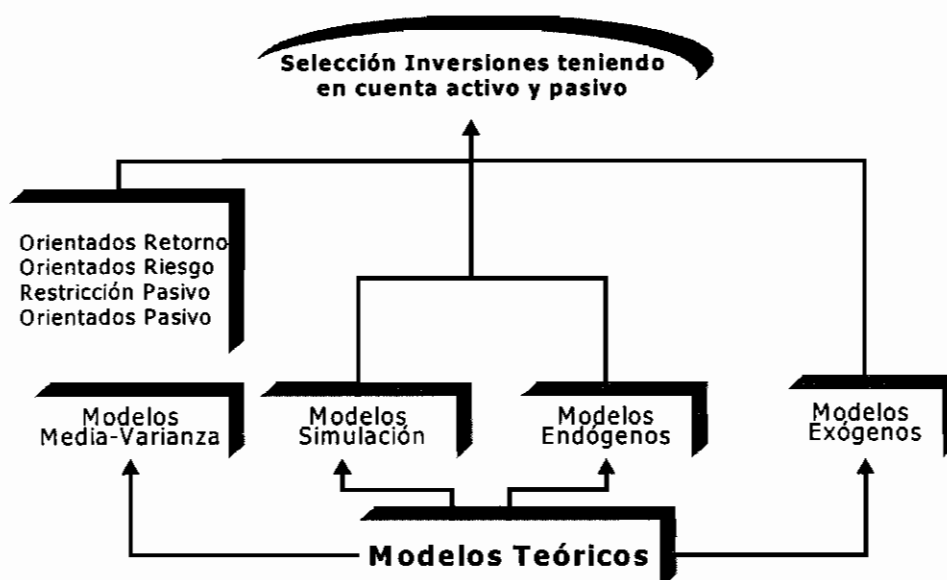 Selección Inversiones teniendo
en cuenta activo y pasivo
Orientados Retorno
Orientados Riesgo
Restricción Pasivo
Orientados Pasivo
Modelos
Media-Varianza
Modelos
Simulación
Modelos
Endógenos
Modelos
Éxógenos
Modelos Teóricos